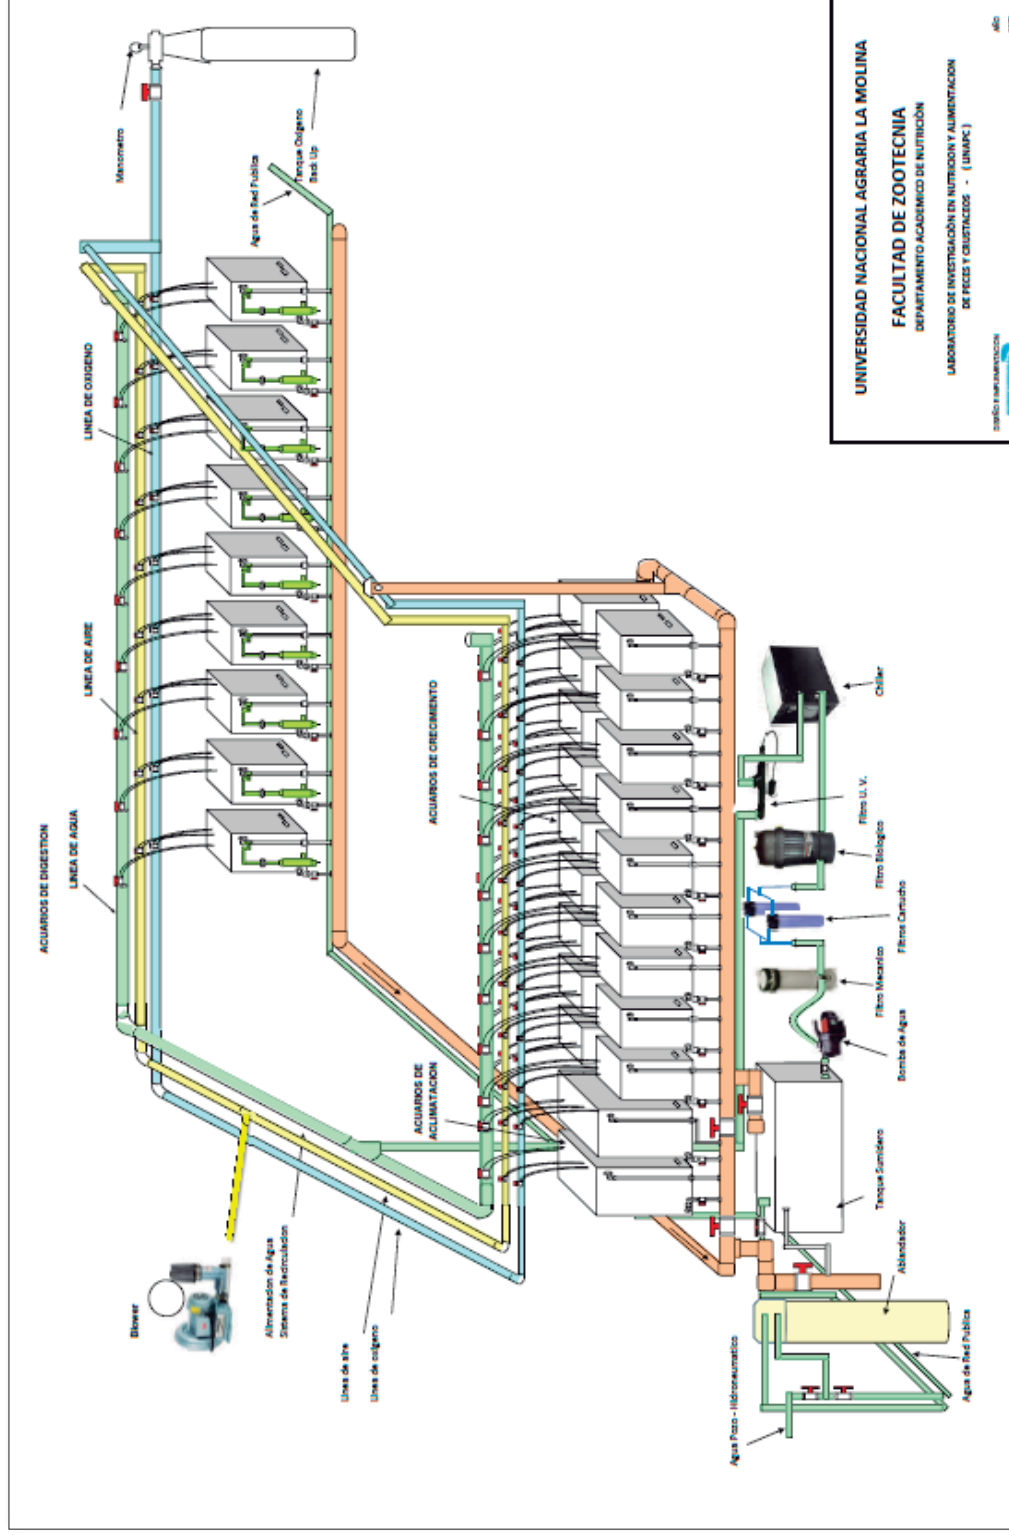 ACUARIOS DE DIGESTION
LINEA DE AGUA
LINEA DE AIRE
LINEA DE OXIGENO
Manometro
Agua de Red Publica
Tanque Oxigeno
Back Up
Blower
Alimentacion de Agua
Sistema de Recirculacion
Linea de aire
Linea de oxigeno
ACUARIOS DE
ACLIMATACION
ACUARIOS DE CRECIMIENTO
Agua Pozo - Hidroneumatico
Agua de Red Publica
Ablandador
Tanque Sumidero
Bomba de Agua
Filtro Mecanico
Filtros Cartucho
Filtro Biologico
Filtro U. V.
Chiller
UNIVERSIDAD NACIONAL AGRARIA LA MOLINA
FACULTAD DE ZOOTECNIA
DEPARTAMENTO ACADEMICO DE NUTRICIÓN
LABORATORIO DE INVESTIGACIÓN EN NUTRICION Y ALIMENTACION
DE PECES Y CRUSTACEOS - ( LINAPC )
DISEÑO E IMPLEMENTACION
AÑO